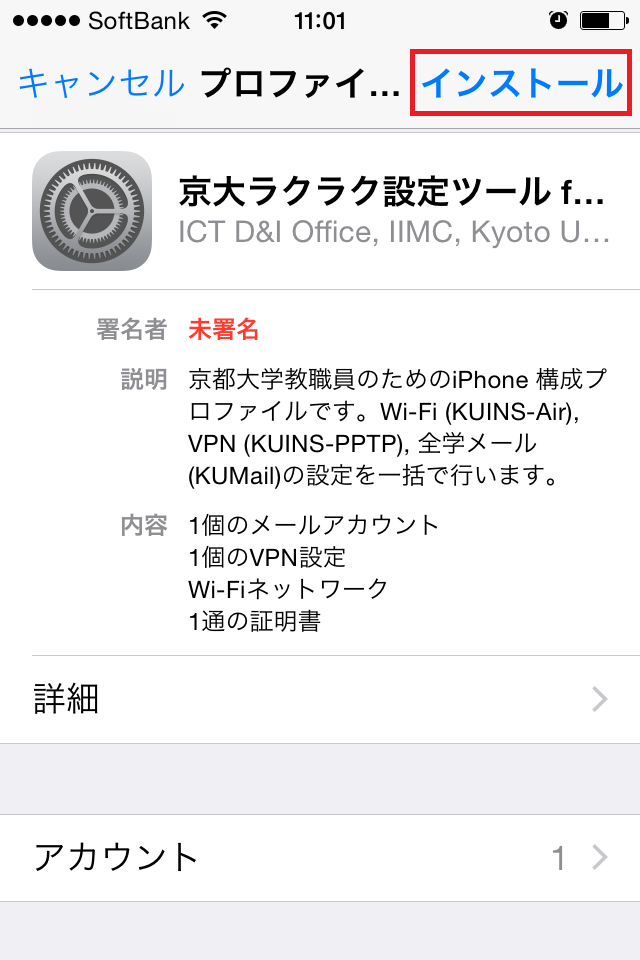 SoftBank 11:01
キャンセル プロファイ... インストール
京大ラクラク設定ツール f...
ICT D&I Office, IIMC, Kyoto U...
署名者 未署名
説明 京都大学教職員のためのiPhone 構成プ
ロファイルです。Wi-Fi (KUINS-Air),
VPN (KUINS-PPTP), 全学メール
(KUMail)の設定を一括で行います。
内容 1個のメールアカウント
1個のVPN設定
Wi-Fiネットワーク
1通の証明書
詳細
アカウント 1